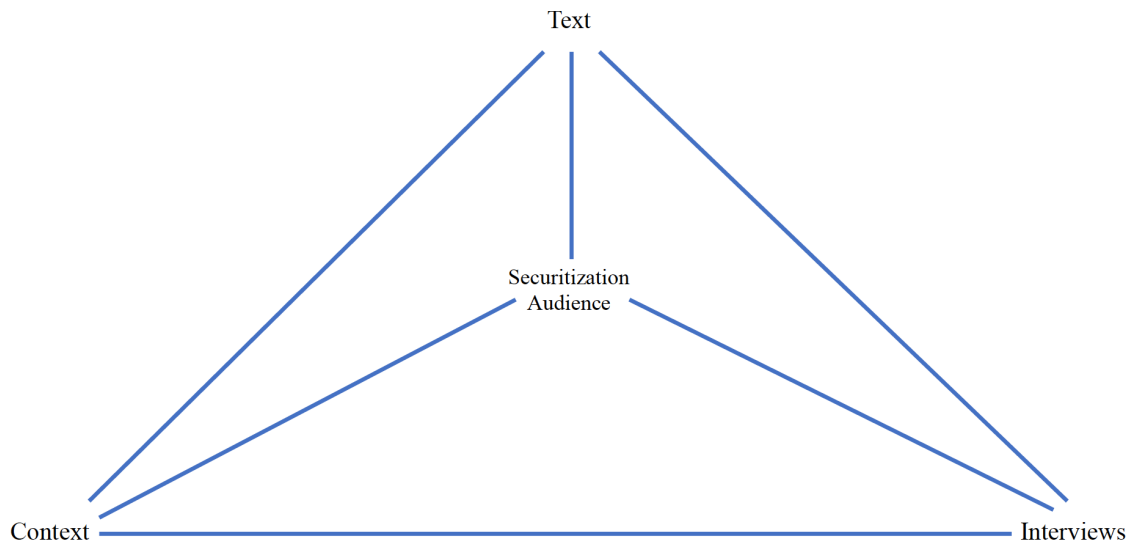 Text
Securitization
Audience
Context
Interviews